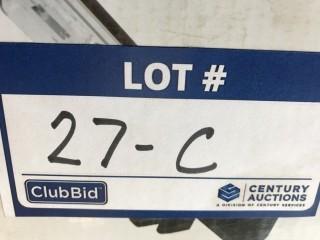 LOT #
27-C
ClubBid
CENTURY
AUCTIONS
A DIVISION OF CENTURY SERVICES